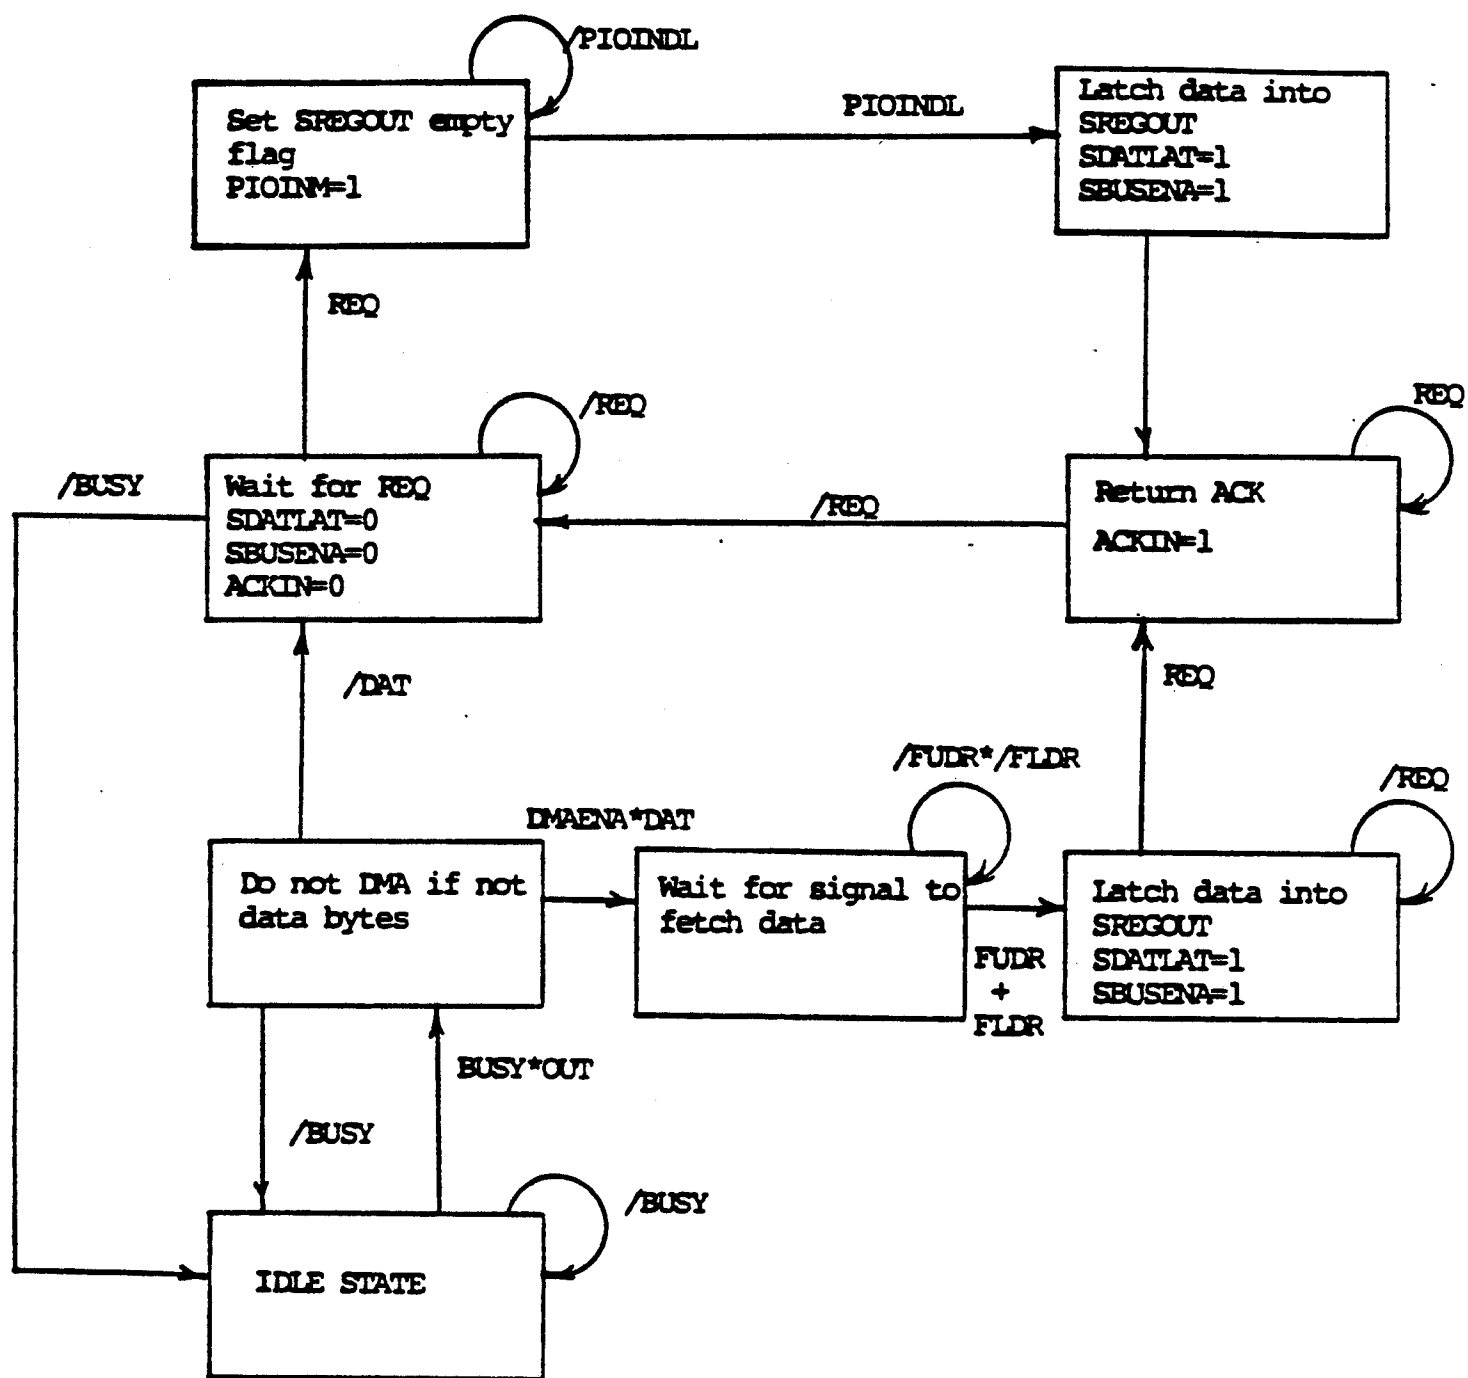 /PIOINDL
Set SREGOUT empty
flag
PIOINM=1
PIOINDL
Latch data into
SREGOUT
SDATLAT=1
SBUSENA=1
REQ
/REQ
REQ
/BUSY
Wait for REQ
SDATLAT=0
SBUSENA=0
ACKIN=0
/REQ
Return ACK
ACKIN=1
/DAT
REQ
/FUDR*/FLDR
/REQ
DMAENA*DAT
Do not DMA if not
data bytes
Wait for signal to
fetch data
FUDR
+
FLDR
Latch data into
SREGOUT
SDATLAT=1
SBUSENA=1
BUSY*OUT
/BUSY
/BUSY
IDLE STATE